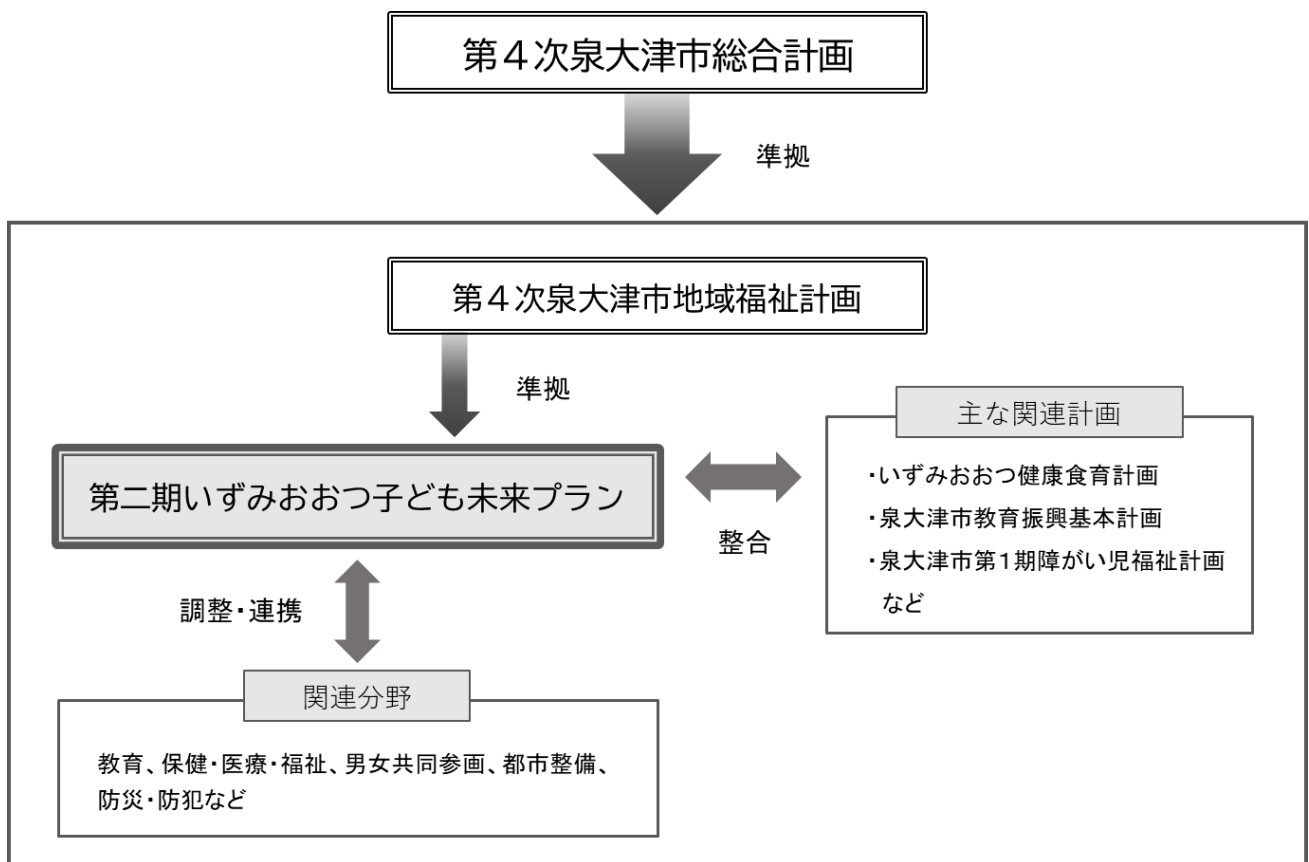 第４次泉大津市総合計画
準拠
第４次泉大津市地域福祉計画
準拠
主な関連計画
・いずみおおつ健康食育計画
・泉大津市教育振興基本計画
・泉大津市第１期障がい児福祉計画
など
第二期いずみおおつ子ども未来プラン
整合
調整・連携
関連分野
教育、保健・医療・福祉、男女共同参画、都市整備、
防災・防犯など